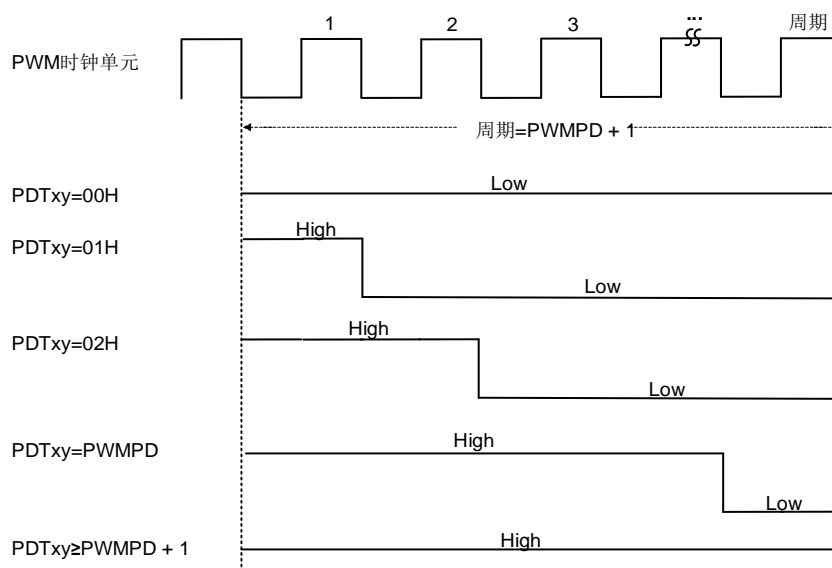 1 2 3 ... 周期
PWM时钟单元
周期=PWMPD + 1
PDTxy=00H Low
High
PDTxy=01H
Low
High
PDTxy=02H
Low
High
PDTxy=PWMPD
Low
High
PDTxy≥PWMPD + 1